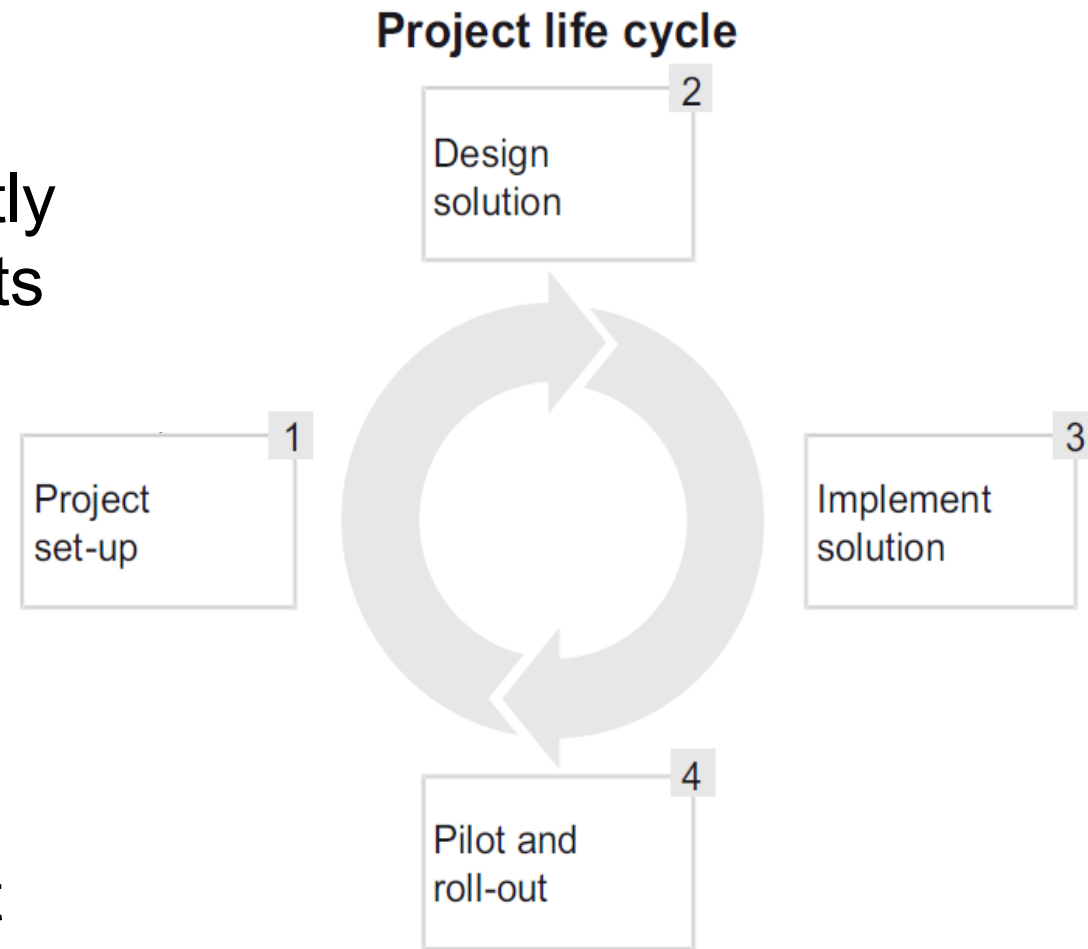 Project life cycle
2
Design
solution
tly
ts
1
Project
set-up
3
Implement
solution
4
Pilot and
roll-out
t